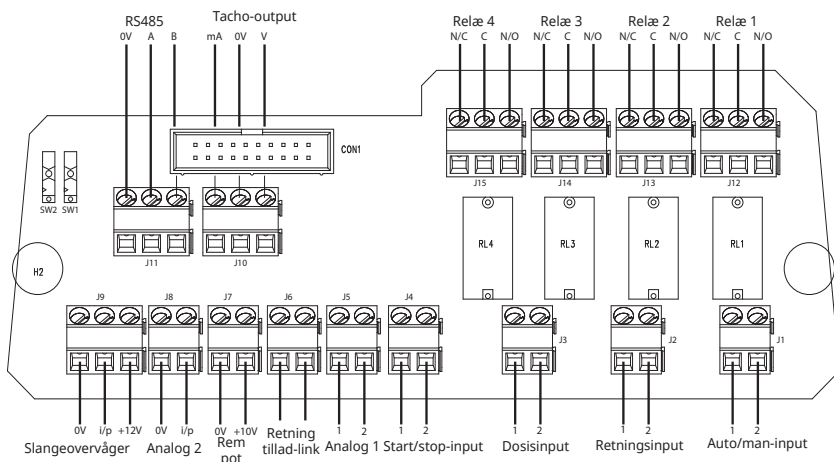 RS485 Tacho-output Relæ 4 Relæ 3 Relæ 2 Relæ 1
0V A B mA 0V V N/C C N/O N/C C N/O N/C C N/O N/C C N/O
CON1
J15 J14 J13 J12
SW2 SW1
RL4 RL3 RL2 RL1
J11 J10
H2
J9 J8 J7 J6 J5 J4
J3 J2 J1
0V i/p +12V 0V i/p 0V +10V 1 2 1 2 1 2 1 2 1 2
Slangeovervåger Analog 2 Rem Retning Analog 1 Start/stop-input Dosisinput Retningsinput Auto/man-input
pot tillad-link